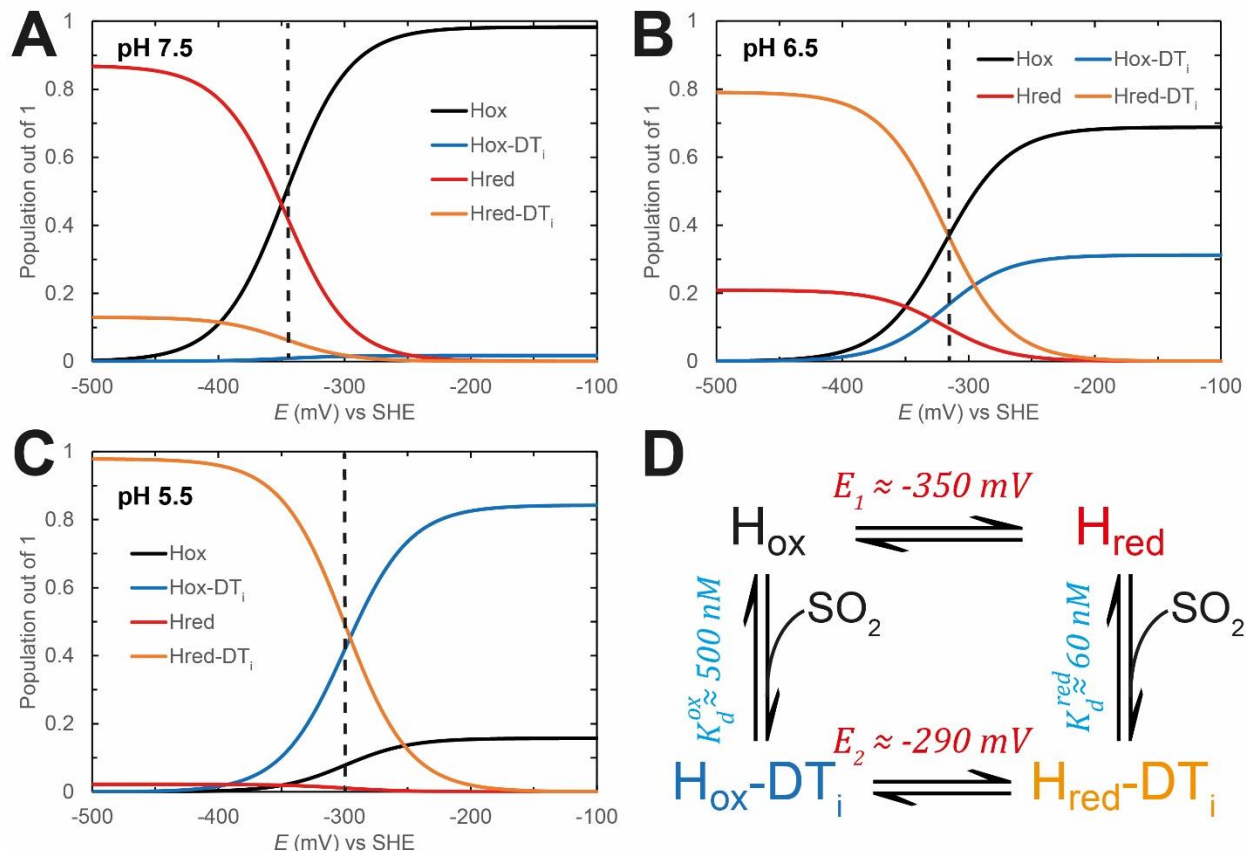 A
pH 7.5
Population out of 1
1
0.8
0.6
0.4
0.2
0
Hox
Hox-DTi
Hred
Hred-DTi
-500
-400
-300
-200
-100
E (mV) vs SHE
B
pH 6.5
Population out of 1
1
0.8
0.6
0.4
0.2
0
Hox
Hox-DTi
Hred
Hred-DTi
-500
-400
-300
-200
-100
E (mV) vs SHE
C
pH 5.5
Population out of 1
1
0.8
0.6
0.4
0.2
0
Hox
Hox-DTi
Hred
Hred-DTi
-500
-400
-300
-200
-100
E (mV) vs SHE
D
E1 ≈ -350 mV
Hox
Hred
Kd^ox ≈ 500 nM
SO2
Kd^red ≈ 60 nM
SO2
E2 ≈ -290 mV
Hox-DTi
Hred-DTi